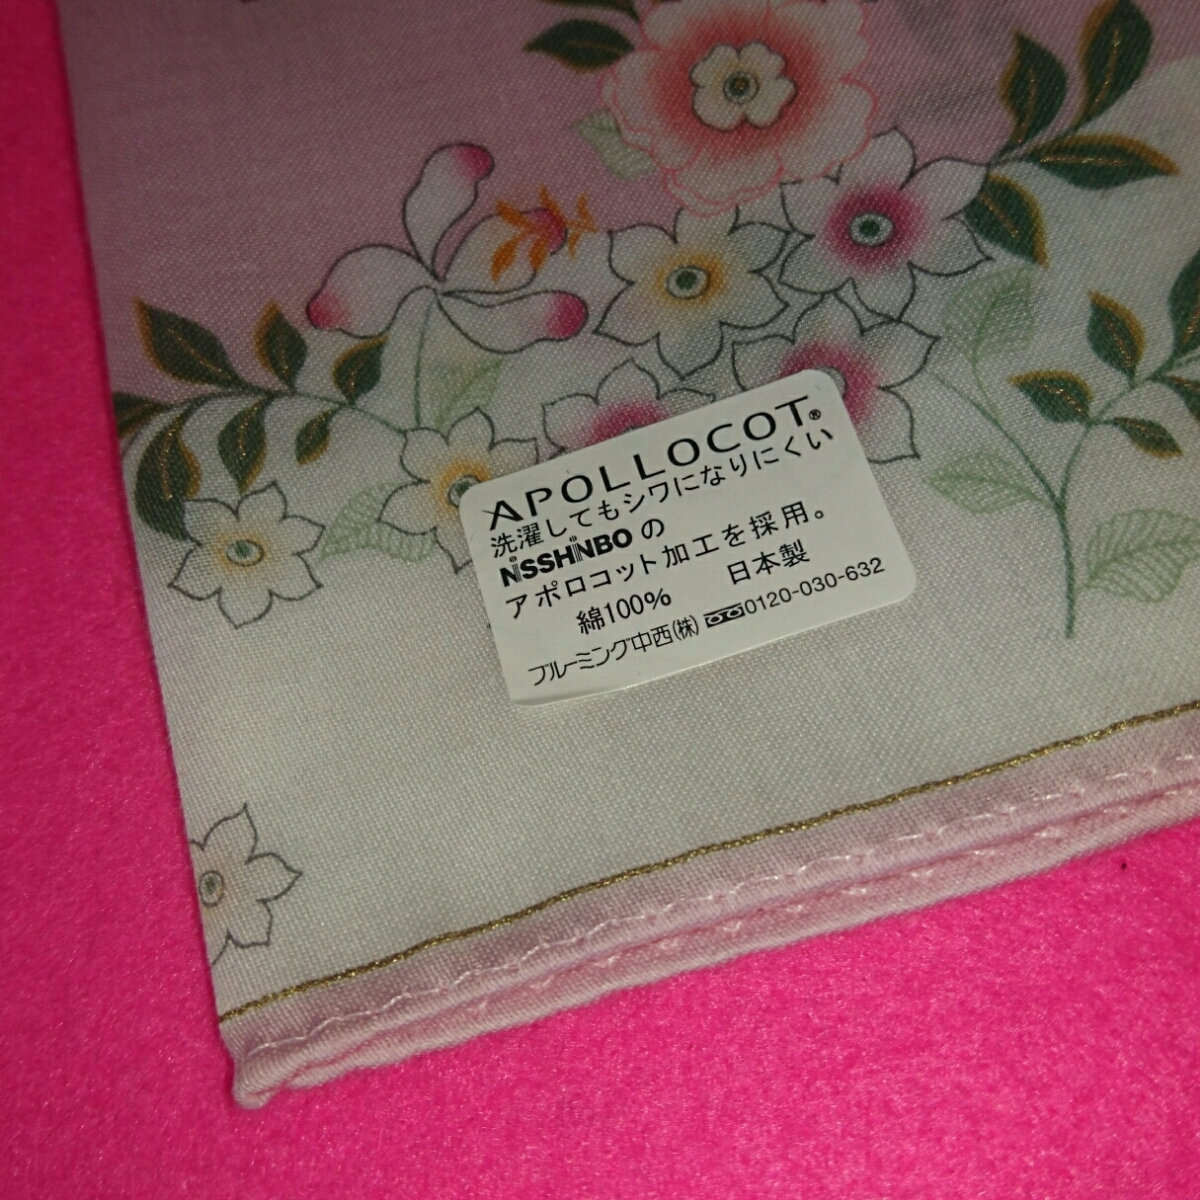 APOLLOCOT®
洗濯してもシワになりにくい
NISSHINBO の
アポロコット加工を採用。
綿100% 日本製
ブルーミング中西(株) 0120-030-632